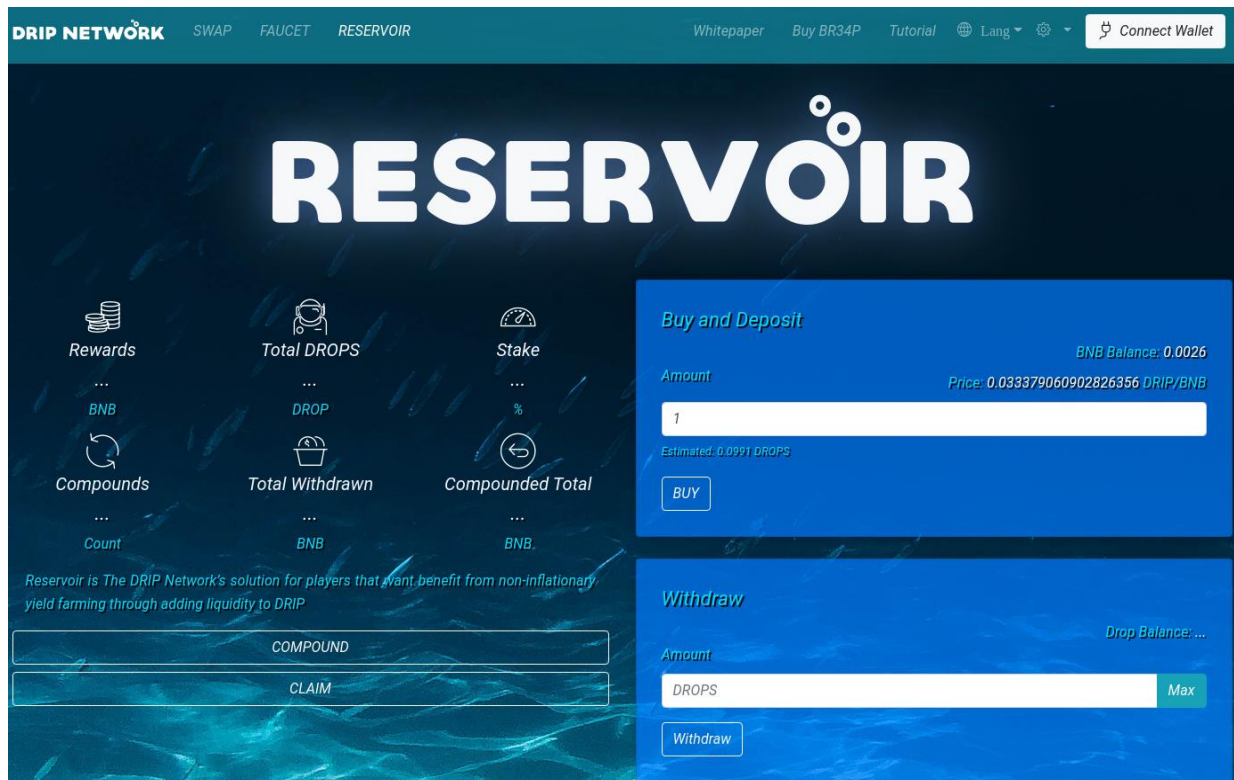 DRIP NETWORK SWAP FAUCET RESERVOIR Whitepaper Buy BR34P Tutorial Lang Connect Wallet
RESERVOIR
Rewards Total DROPS Stake
... ... ...
BNB DROP %
Compounds Total Withdrawn Compounded Total
... ... ...
Count BNB BNB
Reservoir is The DRIP Network's solution for players that want benefit from non-inflationary
yield farming through adding liquidity to DRIP
COMPOUND
CLAIM
Buy and Deposit
BNB Balance: 0.0026
Amount Price: 0.033379060902826356 DRIP/BNB
1
Estimated: 0.0991 DROPS
BUY
Withdraw
Drop Balance: ...
Amount
DROPS Max
Withdraw